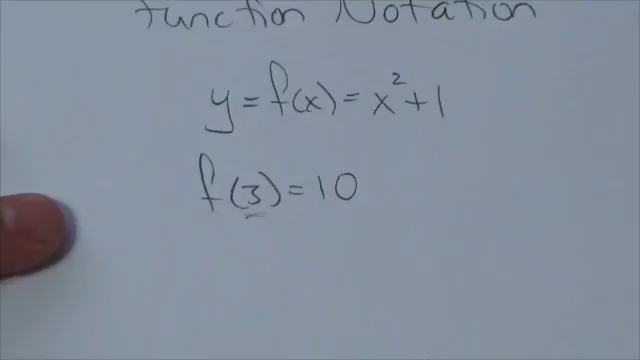 Function Notation
y = f(x) = x² + 1
f(3) = 10